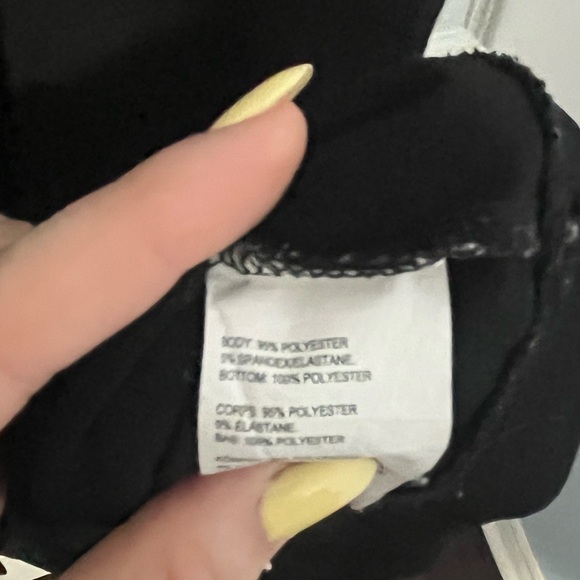 BODY: 95% POLYESTER
5% SPANDEX/ELASTANE.
BOTTOM: 100% POLYESTER
CORPS: 95% POLYESTER
5% ÉLASTANE.
BAS: 100% POLYESTER